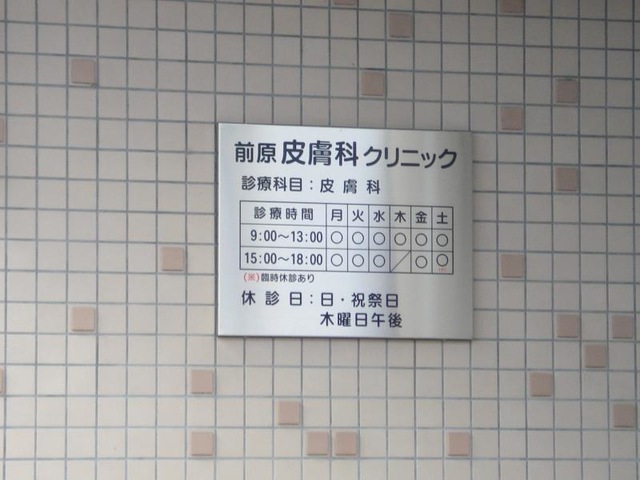 前原皮膚科クリニック
診療科目：皮膚科
診療時間 月 火 水 木 金 土
9:00～13:00 ○ ○ ○ ○ ○ ○
15:00～18:00 ○ ○ ○ ／ ○ ○
(※)
(※)臨時休診あり
休診日：日・祝祭日
木曜日午後